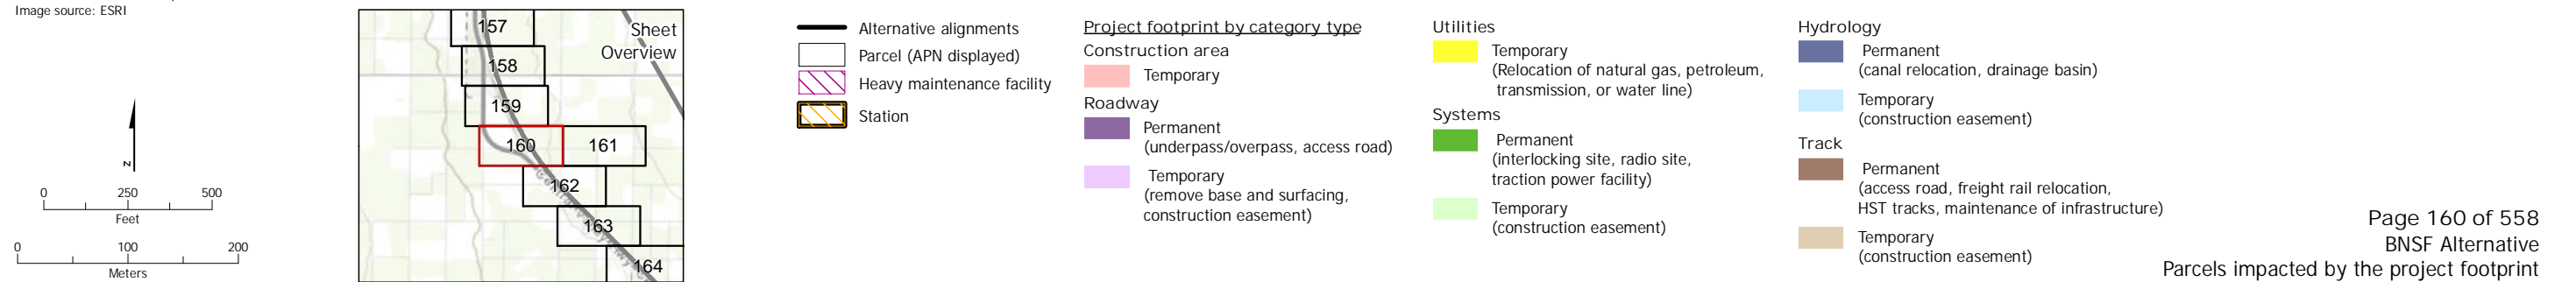 Image source: ESRI
N
0 250 500
Feet
0 100 200
Meters
Sheet
Overview
157
158
159
160
161
162
163
164
Alternative alignments
Parcel (APN displayed)
Heavy maintenance facility
Station
Project footprint by category type
Construction area
Temporary
Roadway
Permanent
(underpass/overpass, access road)
Temporary
(remove base and surfacing,
construction easement)
Utilities
Temporary
(Relocation of natural gas, petroleum,
transmission, or water line)
Systems
Permanent
(interlocking site, radio site,
traction power facility)
Temporary
(construction easement)
Hydrology
Permanent
(canal relocation, drainage basin)
Temporary
(construction easement)
Track
Permanent
(access road, freight rail relocation,
HST tracks, maintenance of infrastructure)
Temporary
(construction easement)
Page 160 of 558
BNSF Alternative
Parcels impacted by the project footprint